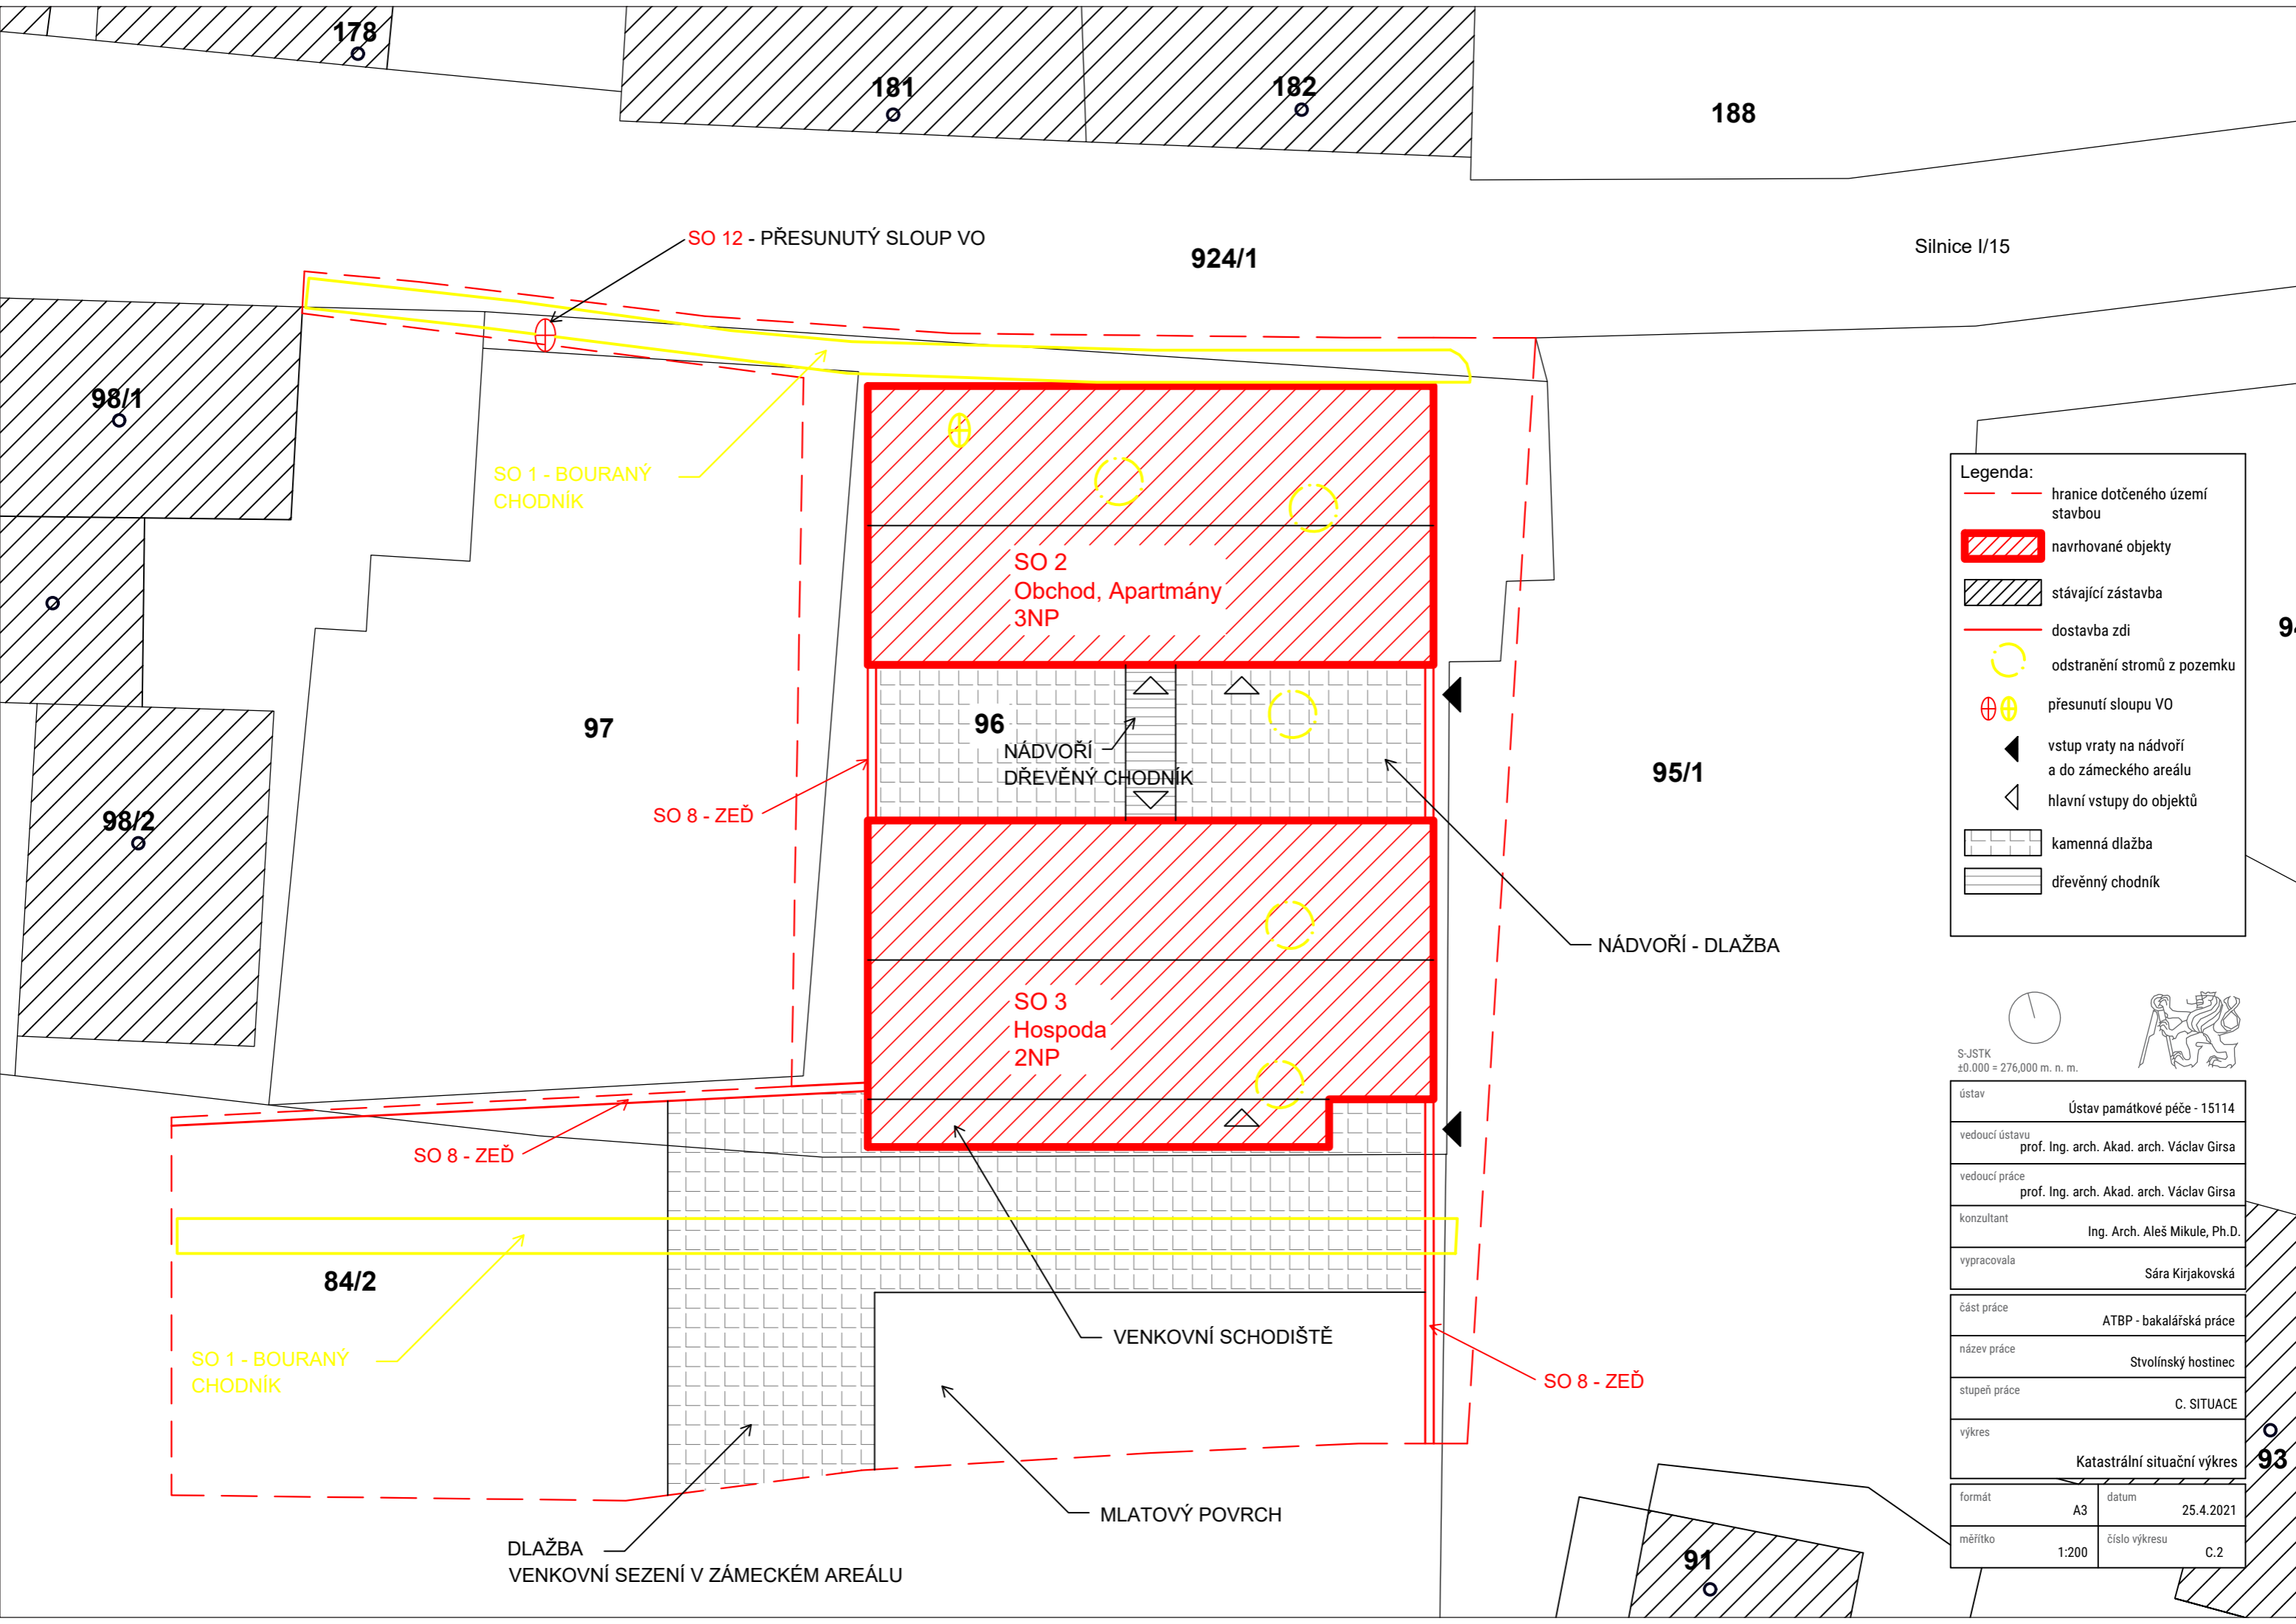 178
181
182
188
SO 12 - PŘESUNUTÝ SLOUP VO
924/1
Silnice I/15
98/1
SO 1 - BOURANÝ
CHODNÍK
SO 2
Obchod, Apartmány
3NP
97
96
NÁDVOŘÍ
DŘEVĚNÝ CHODNÍK
95/1
SO 8 - ZEĎ
98/2
NÁDVOŘÍ - DLAŽBA
SO 3
Hospoda
2NP
SO 8 - ZEĎ
84/2
SO 1 - BOURANÝ
CHODNÍK
VENKOVNÍ SCHODIŠTĚ
SO 8 - ZEĎ
MLATOVÝ POVRCH
DLAŽBA
VENKOVNÍ SEZENÍ V ZÁMECKÉM AREÁLU
91
93
Legenda:
hranice dotčeného území
stavbou
navrhované objekty
stávající zástavba
dostavba zdi
odstranění stromů z pozemku
přesunutí sloupu VO
vstup vraty na nádvoří
a do zámeckého areálu
hlavní vstupy do objektů
kamenná dlažba
dřevěnný chodník
S-JSTK
±0.000 = 276,000 m. n. m.
ústav
Ústav památkové péče - 15114
vedoucí ústavu
prof. Ing. arch. Akad. arch. Václav Girsa
vedoucí práce
prof. Ing. arch. Akad. arch. Václav Girsa
konzultant
Ing. Arch. Aleš Mikule, Ph.D.
vypracovala
Sára Kirjakovská
část práce
ATBP - bakalářská práce
název práce
Stvolínský hostinec
stupeň práce
C. SITUACE
výkres
Katastrální situační výkres
formát
A3
datum
25.4.2021
měřítko
1:200
číslo výkresu
C.2